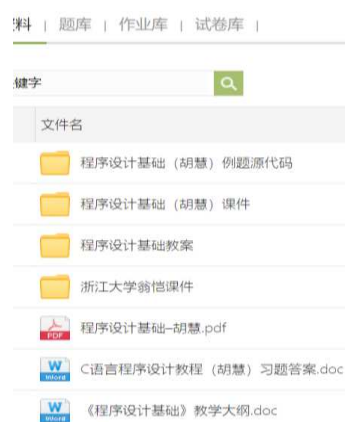 料 | 题库 | 作业库 | 试卷库 |
键字
文件名
程序设计基础（胡慧）例题源代码
程序设计基础（胡慧）课件
程序设计基础教案
浙江大学翁恺课件
PDF 程序设计基础–胡慧.pdf
W Word C语言程序设计教程（胡慧）习题答案.doc
W Word 《程序设计基础》教学大纲.doc